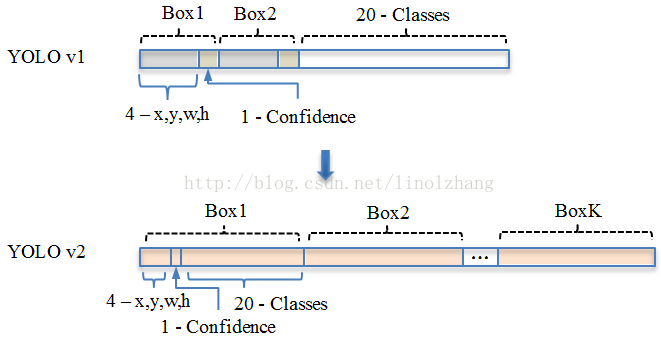 Box1 Box2 20 - Classes
YOLO v1
4 – x,y,w,h 1 - Confidence
http://blog.csdn.net/linolzhang
Box1 Box2 BoxK
YOLO v2
...
4 – x,y,w,h 20 - Classes
1 - Confidence